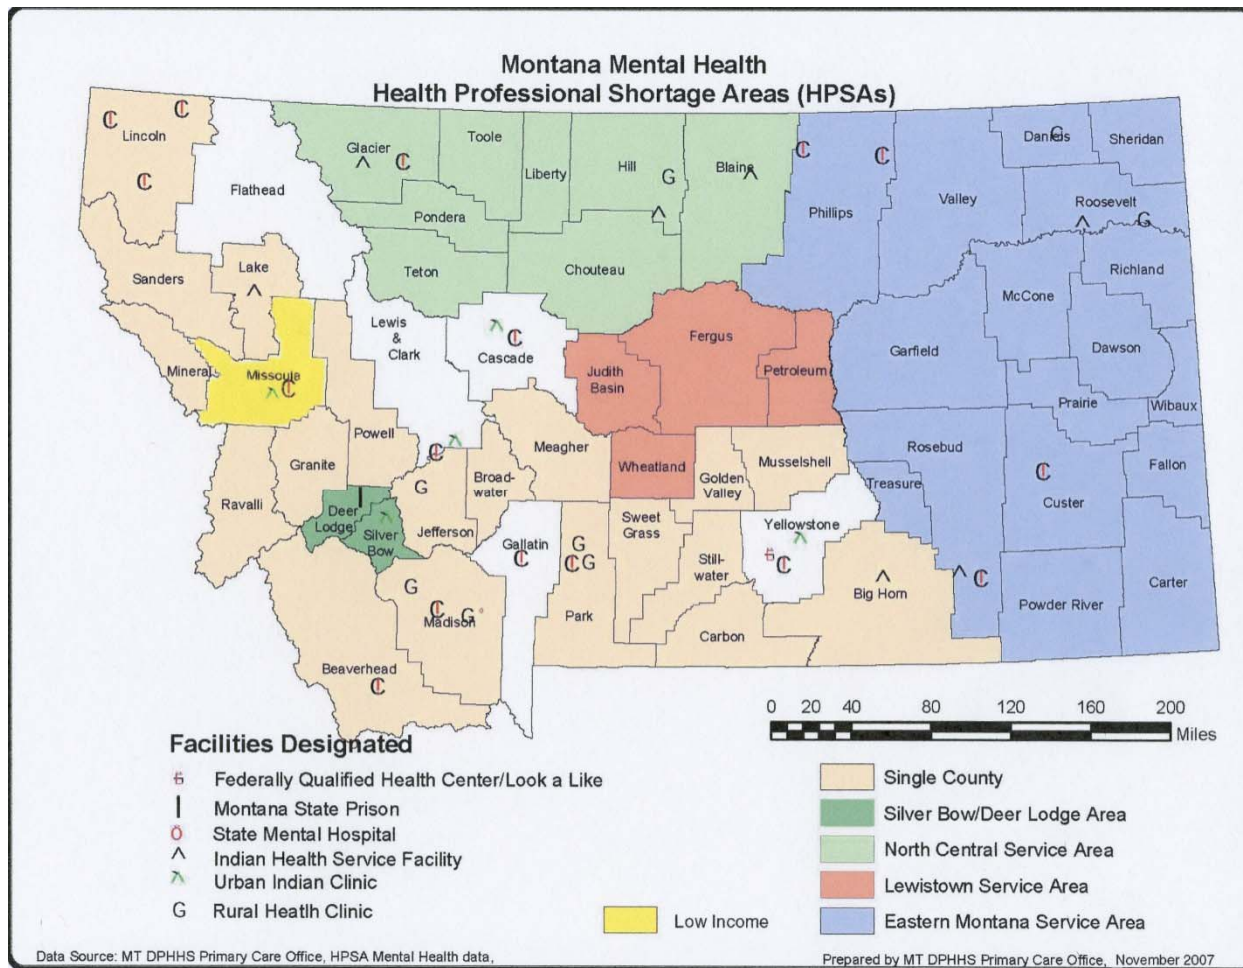 Montana Mental Health
Health Professional Shortage Areas (HPSAs)
Lincoln
Flathead
Glacier
Toole
Liberty
Hill
Blaine
Phillips
Valley
Daniels
Sheridan
Roosevelt
Pondera
Teton
Chouteau
Richland
McCone
Sanders
Lake
Lewis
&
Clark
Cascade
Judith
Basin
Fergus
Petroleum
Garfield
Dawson
Prairie
Wibaux
Mineral
Missoula
Powell
Granite
Ravalli
Meagher
Broad-
water
Jefferson
Deer
Lodge
Silver
Bow
Wheatland
Golden
Valley
Musselshell
Rosebud
Treasure
Custer
Fallon
Gallatin
Sweet
Grass
Still-
water
Yellowstone
Big Horn
Powder River
Carter
Park
Carbon
Madison
Beaverhead
0 20 40 80 120 160 200
Miles
Facilities Designated
Federally Qualified Health Center/Look a Like
Montana State Prison
State Mental Hospital
Indian Health Service Facility
Urban Indian Clinic
G Rural Heatlh Clinic
Low Income
Single County
Silver Bow/Deer Lodge Area
North Central Service Area
Lewistown Service Area
Eastern Montana Service Area
Data Source: MT DPHHS Primary Care Office, HPSA Mental Health data,
Prepared by MT DPHHS Primary Care Office, November 2007